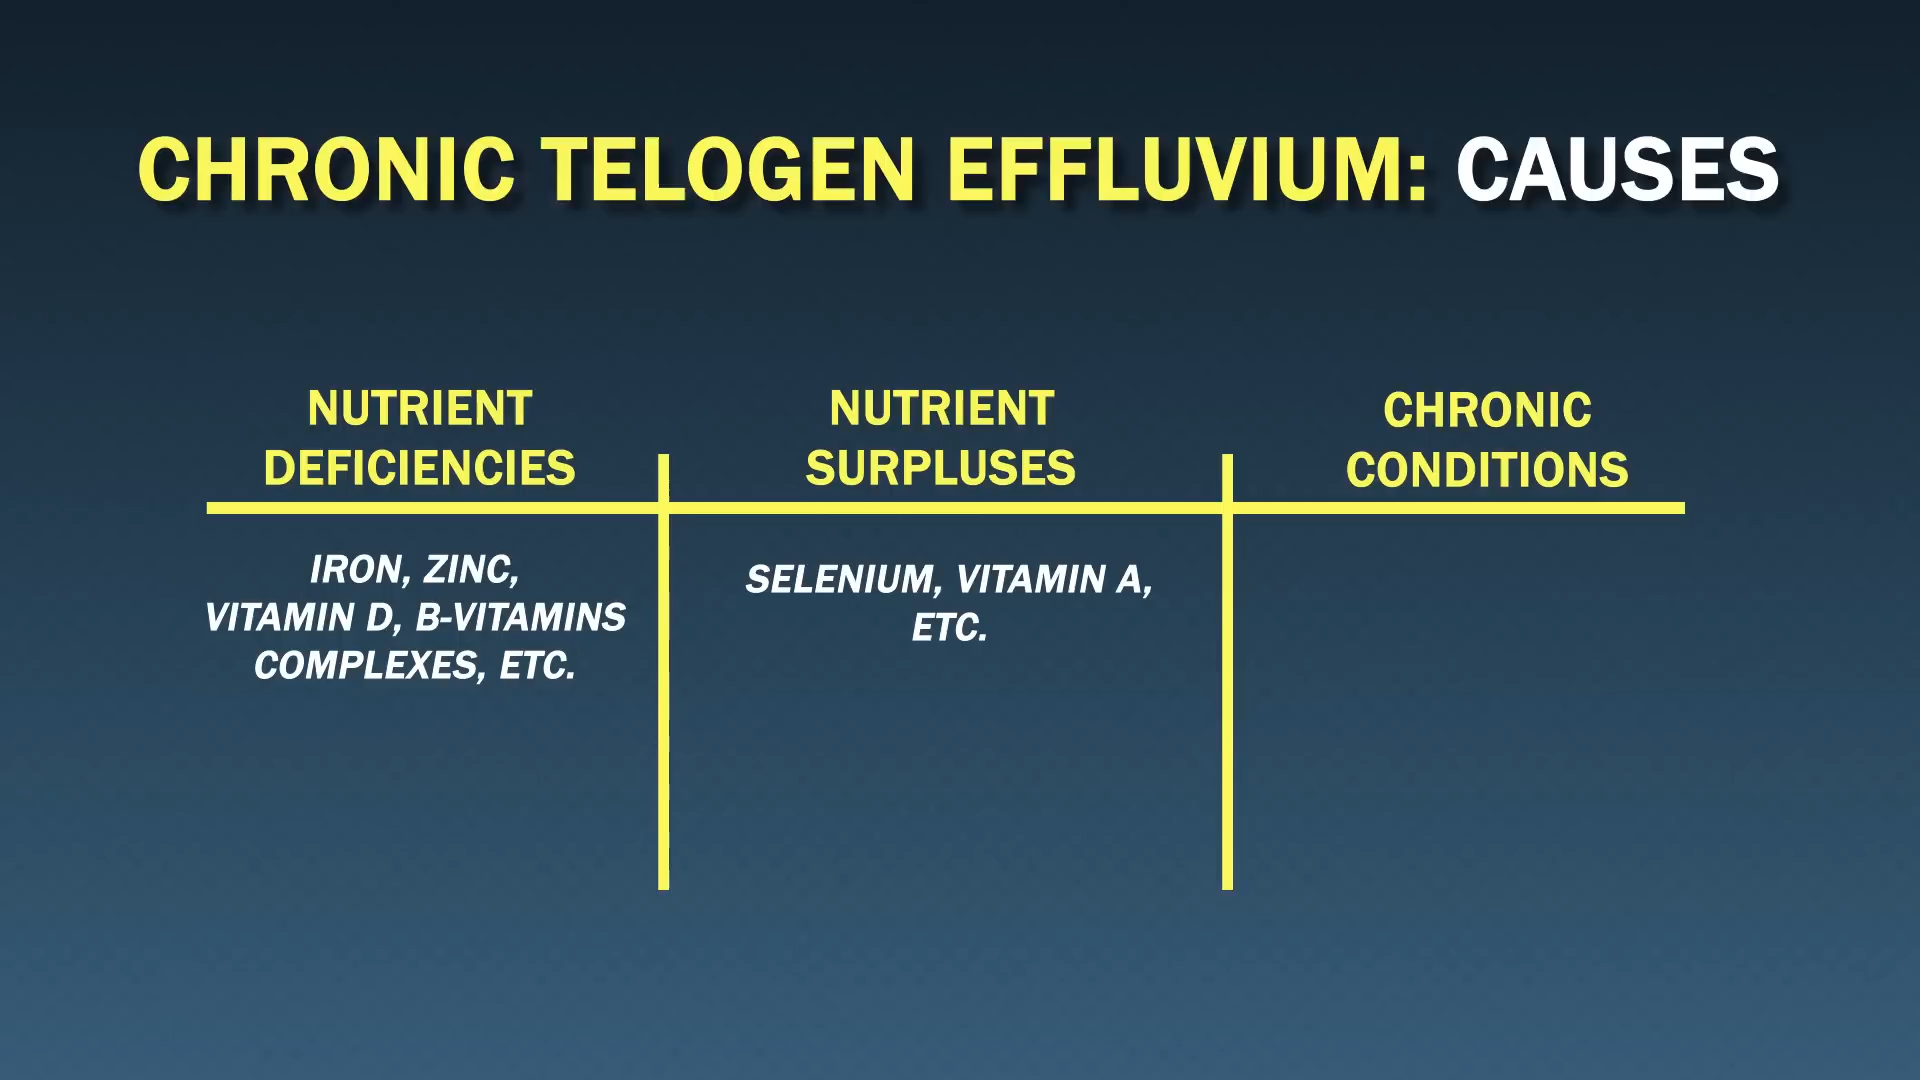 CHRONIC TELOGEN EFFLUVIUM: CAUSES
NUTRIENT
DEFICIENCIES
IRON, ZINC,
VITAMIN D, B-VITAMINS
COMPLEXES, ETC.
NUTRIENT
SURPLUSES
SELENIUM, VITAMIN A,
ETC.
CHRONIC
CONDITIONS